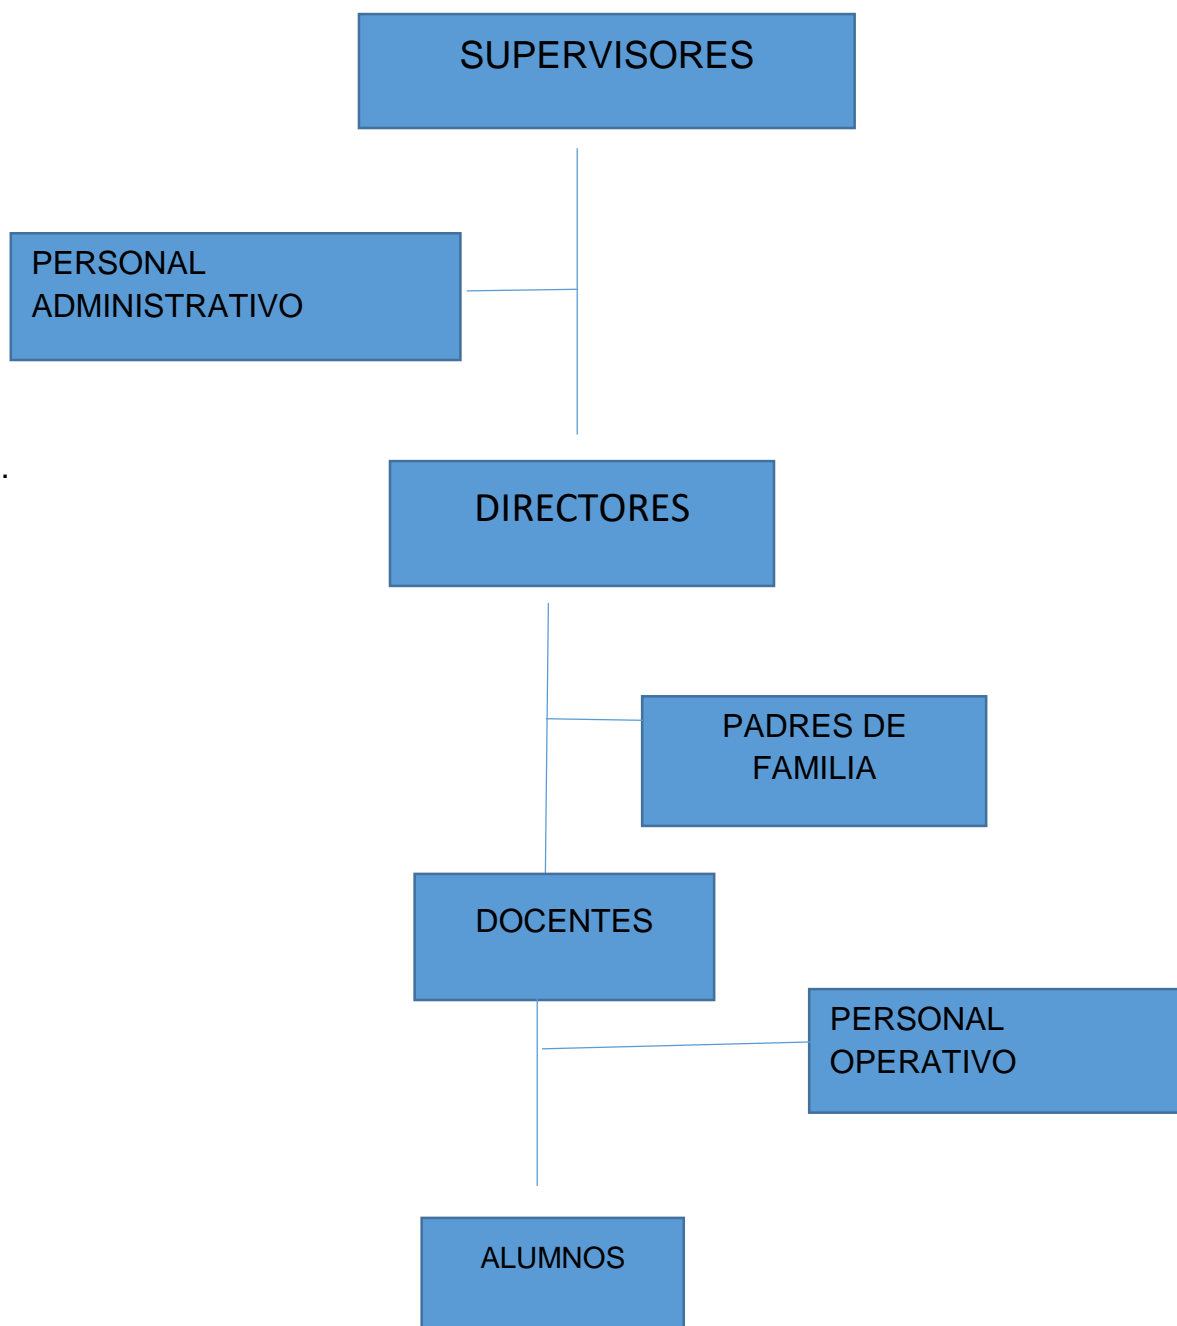 SUPERVISORES
PERSONAL
ADMINISTRATIVO
.
DIRECTORES
PADRES DE
FAMILIA
DOCENTES
PERSONAL
OPERATIVO
ALUMNOS